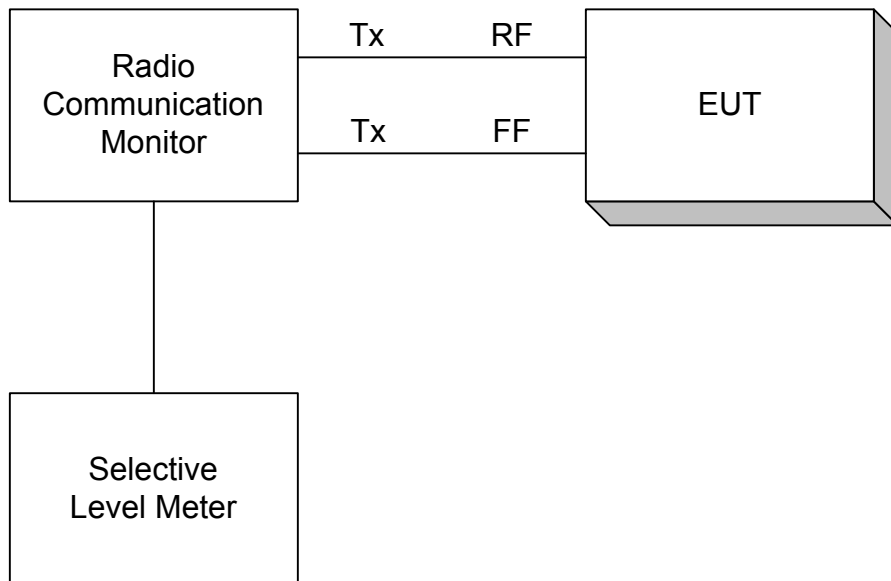 Tx RF
Radio
Communication
Monitor
EUT
Tx FF
Selective
Level Meter